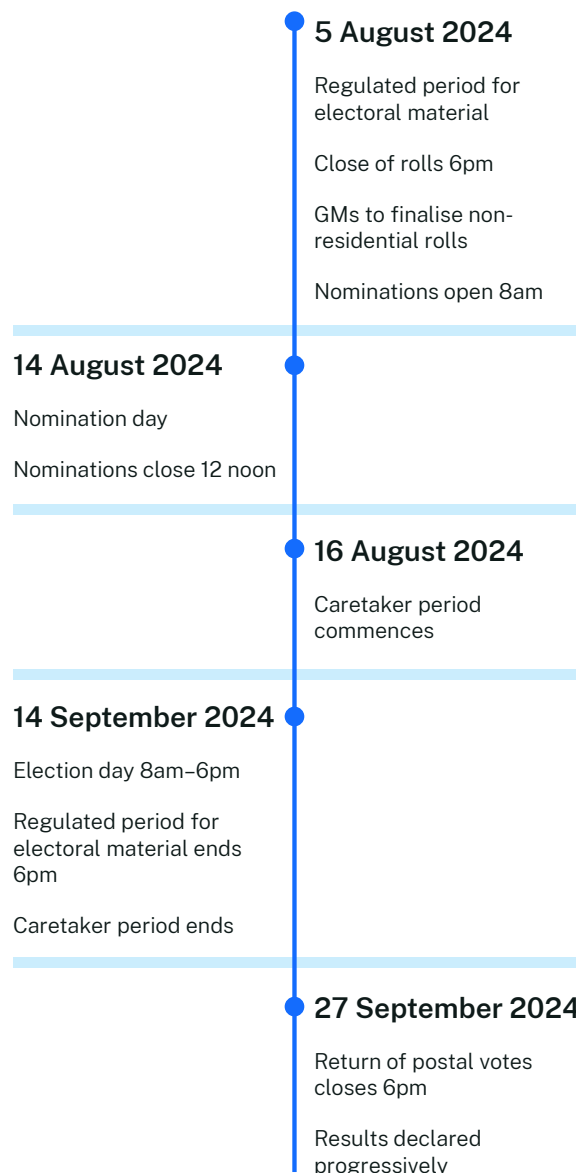 5 August 2024
Regulated period for
electoral material
Close of rolls 6pm
GMs to finalise non-
residential rolls
Nominations open 8am
14 August 2024
Nomination day
Nominations close 12 noon
16 August 2024
Caretaker period
commences
14 September 2024
Election day 8am–6pm
Regulated period for
electoral material ends
6pm
Caretaker period ends
27 September 2024
Return of postal votes
closes 6pm
Results declared
progressively